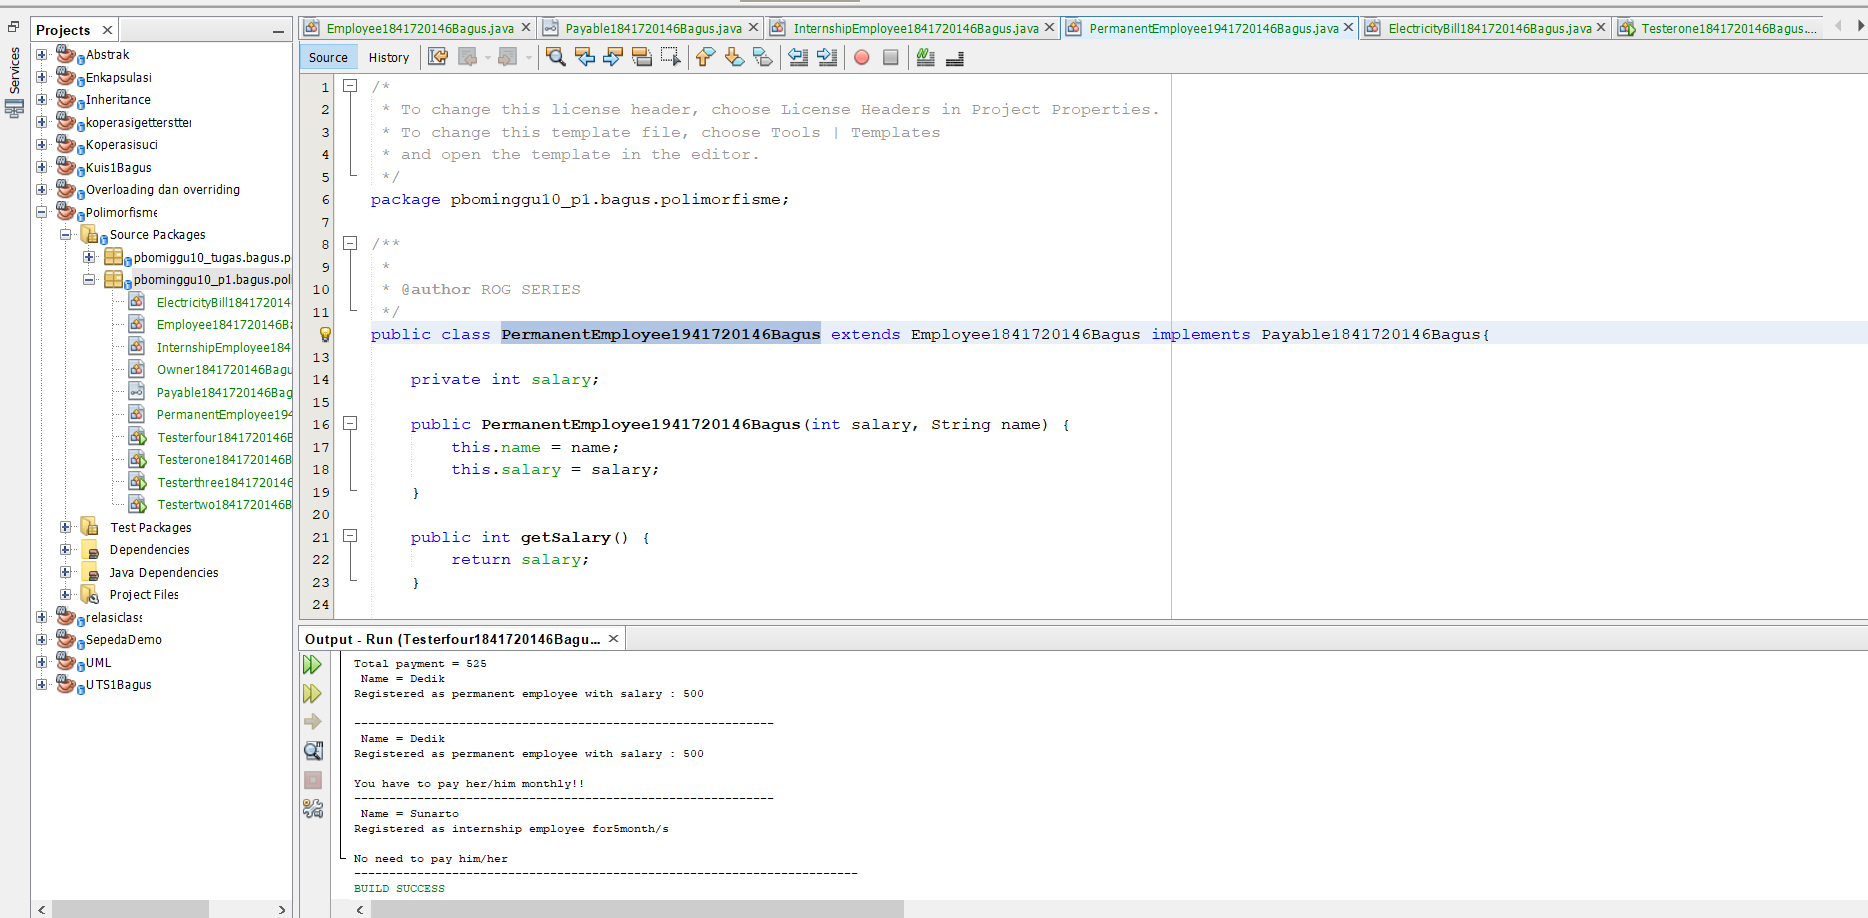 Services
Projects
Abstrak
Enkapsulasi
Inheritance
koperasigetterstter
Koperasisuci
Kuis1Bagus
Overloading dan overriding
Polimorfisme
Source Packages
pbomiggu10_tugas.bagus.p
pbominggu10_p1.bagus.pol
ElectricityBill184172014
Employee1841720146B
InternshipEmployee184
Owner1841720146Bagu
Payable1841720146Bag
PermanentEmployee194
Testerfour1841720146B
Testerone1841720146B
Testerthree184172014
Testertwo1841720146B
Test Packages
Dependencies
Java Dependencies
Project Files
relasiclass
SepedaDemo
UML
UTS1Bagus
Employee1841720146Bagus.java
Payable1841720146Bagus.java
InternshipEmployee1841720146Bagus.java
PermanentEmployee1941720146Bagus.java
ElectricityBill1841720146Bagus.java
Testerone1841720146Bagus....
Source History
1 /*
2 * To change this license header, choose License Headers in Project Properties.
3 * To change this template file, choose Tools | Templates
4 * and open the template in the editor.
5 */
6 package pbominggu10_p1.bagus.polimorfisme;
7
8 /**
9 *
10 * @author ROG SERIES
11 */
public class PermanentEmployee1941720146Bagus extends Employee1841720146Bagus implements Payable1841720146Bagus{
13
14 private int salary;
15
16 public PermanentEmployee1941720146Bagus(int salary, String name) {
17 this.name = name;
18 this.salary = salary;
19 }
20
21 public int getSalary() {
22 return salary;
23 }
24
Output - Run (Testerfour1841720146Bagu...
Total payment = 525
Name = Dedik
Registered as permanent employee with salary : 500
------------------------------------------------------------
Name = Dedik
Registered as permanent employee with salary : 500
You have to pay her/him monthly!!
------------------------------------------------------------
Name = Sunarto
Registered as internship employee for5month/s
No need to pay him/her
------------------------------------------------------------------------
BUILD SUCCESS